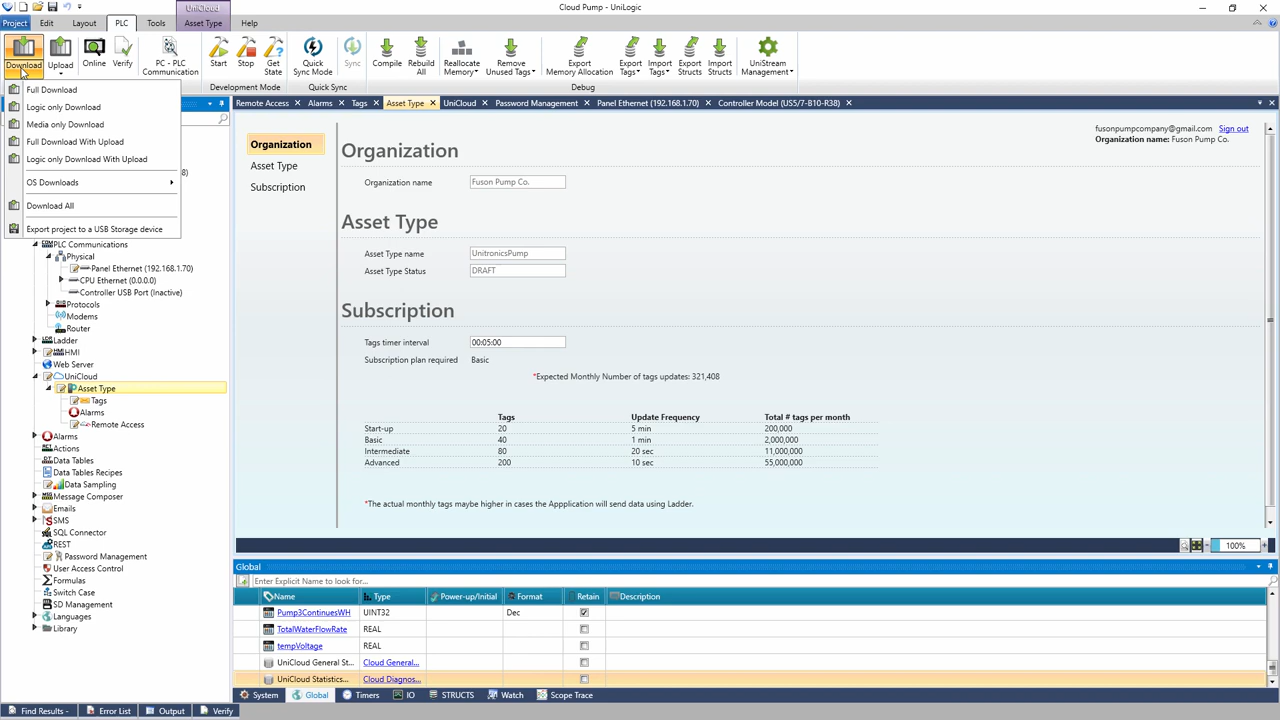 UniCloud
Cloud Pump - UniLogic
Project Edit Layout PLC Tools Asset Type Help
Download Upload Online Verify PC - PLC Communication Start Stop Get State Quick Sync Mode Sync Compile Rebuild All Reallocate Memory Remove Unused Tags Export Memory Allocation Export Tags Import Tags Export Structs Import Structs UniStream Management
Development Mode Quick Sync Debug
Full Download
Logic only Download
Media only Download
Full Download With Upload
Logic only Download With Upload
OS Downloads
Download All
Export project to a USB Storage device
8)
PLC Communications
Physical
Panel Ethernet (192.168.1.70)
CPU Ethernet (0.0.0.0)
Controller USB Port (Inactive)
Protocols
Modems
Router
Ladder
HMI
Web Server
UniCloud
Asset Type
Tags
Alarms
Remote Access
Alarms
Actions
Data Tables
Data Tables Recipes
Data Sampling
Message Composer
Emails
SMS
SQL Connector
REST
Password Management
User Access Control
Formulas
Switch Case
SD Management
Languages
Library
Remote Access Alarms Tags Asset Type UniCloud Password Management Panel Ethernet (192.168.1.70) Controller Model (US5/7-B10-R38)
fusonpumpcompany@gmail.com Sign out
Organization name: Fuson Pump Co.
Organization
Asset Type
Subscription
Organization
Organization name Fuson Pump Co.
Asset Type
Asset Type name UnitronicsPump
Asset Type Status DRAFT
Subscription
Tags timer interval 00:05:00
Subscription plan required Basic
*Expected Monthly Number of tags updates: 321,408
Tags Update Frequency Total # tags per month
Start-up 20 5 min 200,000
Basic 40 1 min 2,000,000
Intermediate 80 20 sec 11,000,000
Advanced 200 10 sec 55,000,000
*The actual monthly tags maybe higher in cases the Appplication will send data using Ladder.
100%
Global
Enter Explicit Name to look for...
Name Type Power-up/Initial Format Retain Description
Pump3ContinuesWH UINT32 Dec
TotalWaterFlowRate REAL
tempVoltage REAL
UniCloud General St... Cloud General...
UniCloud Statistics... Cloud Diagnos...
System Global Timers IO STRUCTS Watch Scope Trace
Find Results - Error List Output Verify